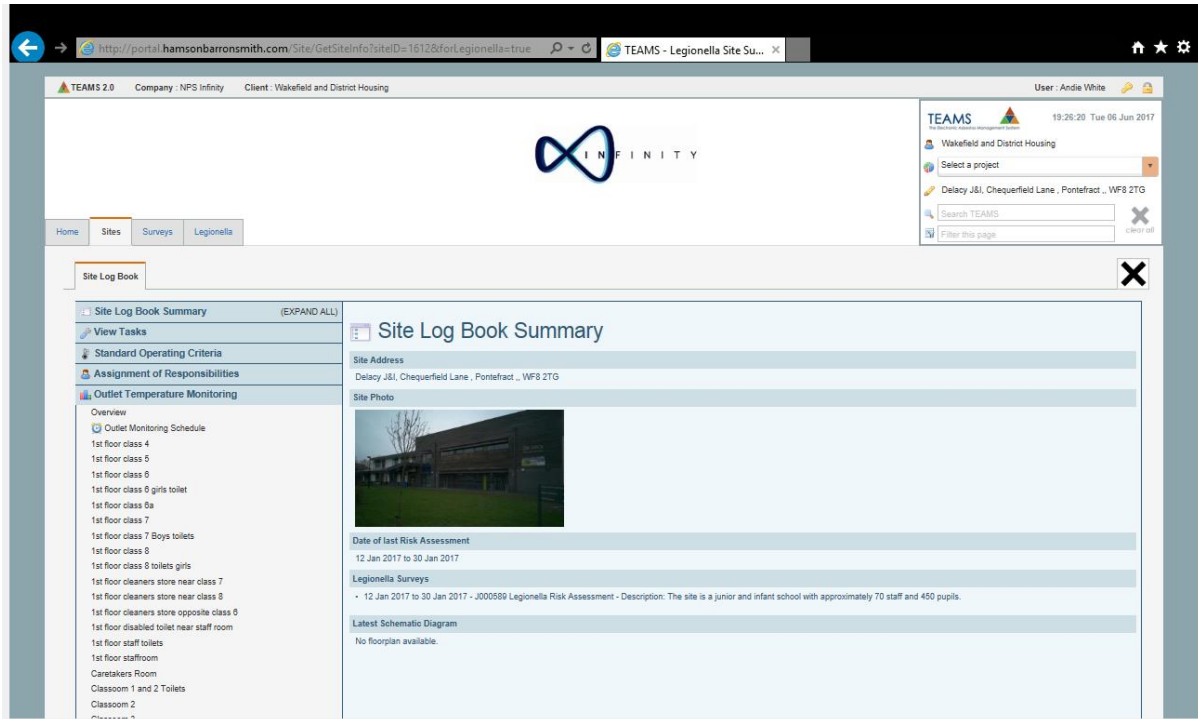 http://portal.hamsonbarronsmith.com/Site/GetSiteInfo?siteID=1612&forLegionella=true
TEAMS - Legionella Site Su...
TEAMS 2.0 Company : NPS Infinity Client : Wakefield and District Housing User : Andie White
INFINITY
TEAMS 19:26:20 Tue 06 Jun 2017
Wakefield and District Housing
Select a project
Delacy J&I, Chequerfield Lane , Pontefract ,, WF8 2TG
Search TEAMS
Filter this page
clear all
Home Sites Surveys Legionella
Site Log Book
Site Log Book Summary (EXPAND ALL)
View Tasks
Standard Operating Criteria
Assignment of Responsibilities
Outlet Temperature Monitoring
Overview
Outlet Monitoring Schedule
1st floor class 4
1st floor class 5
1st floor class 6
1st floor class 6 girls toilet
1st floor class 6a
1st floor class 7
1st floor class 7 Boys toilets
1st floor class 8
1st floor class 8 toilets girls
1st floor cleaners store near class 7
1st floor cleaners store near class 8
1st floor cleaners store opposite class 6
1st floor disabled toilet near staff room
1st floor staff toilets
1st floor staffroom
Caretakers Room
Classoom 1 and 2 Toilets
Classoom 2
Site Log Book Summary
Site Address
Delacy J&I, Chequerfield Lane , Pontefract ,, WF8 2TG
Site Photo
Date of last Risk Assessment
12 Jan 2017 to 30 Jan 2017
Legionella Surveys
• 12 Jan 2017 to 30 Jan 2017 - J000589 Legionella Risk Assessment - Description: The site is a junior and infant school with approximately 70 staff and 450 pupils.
Latest Schematic Diagram
No floorplan available.